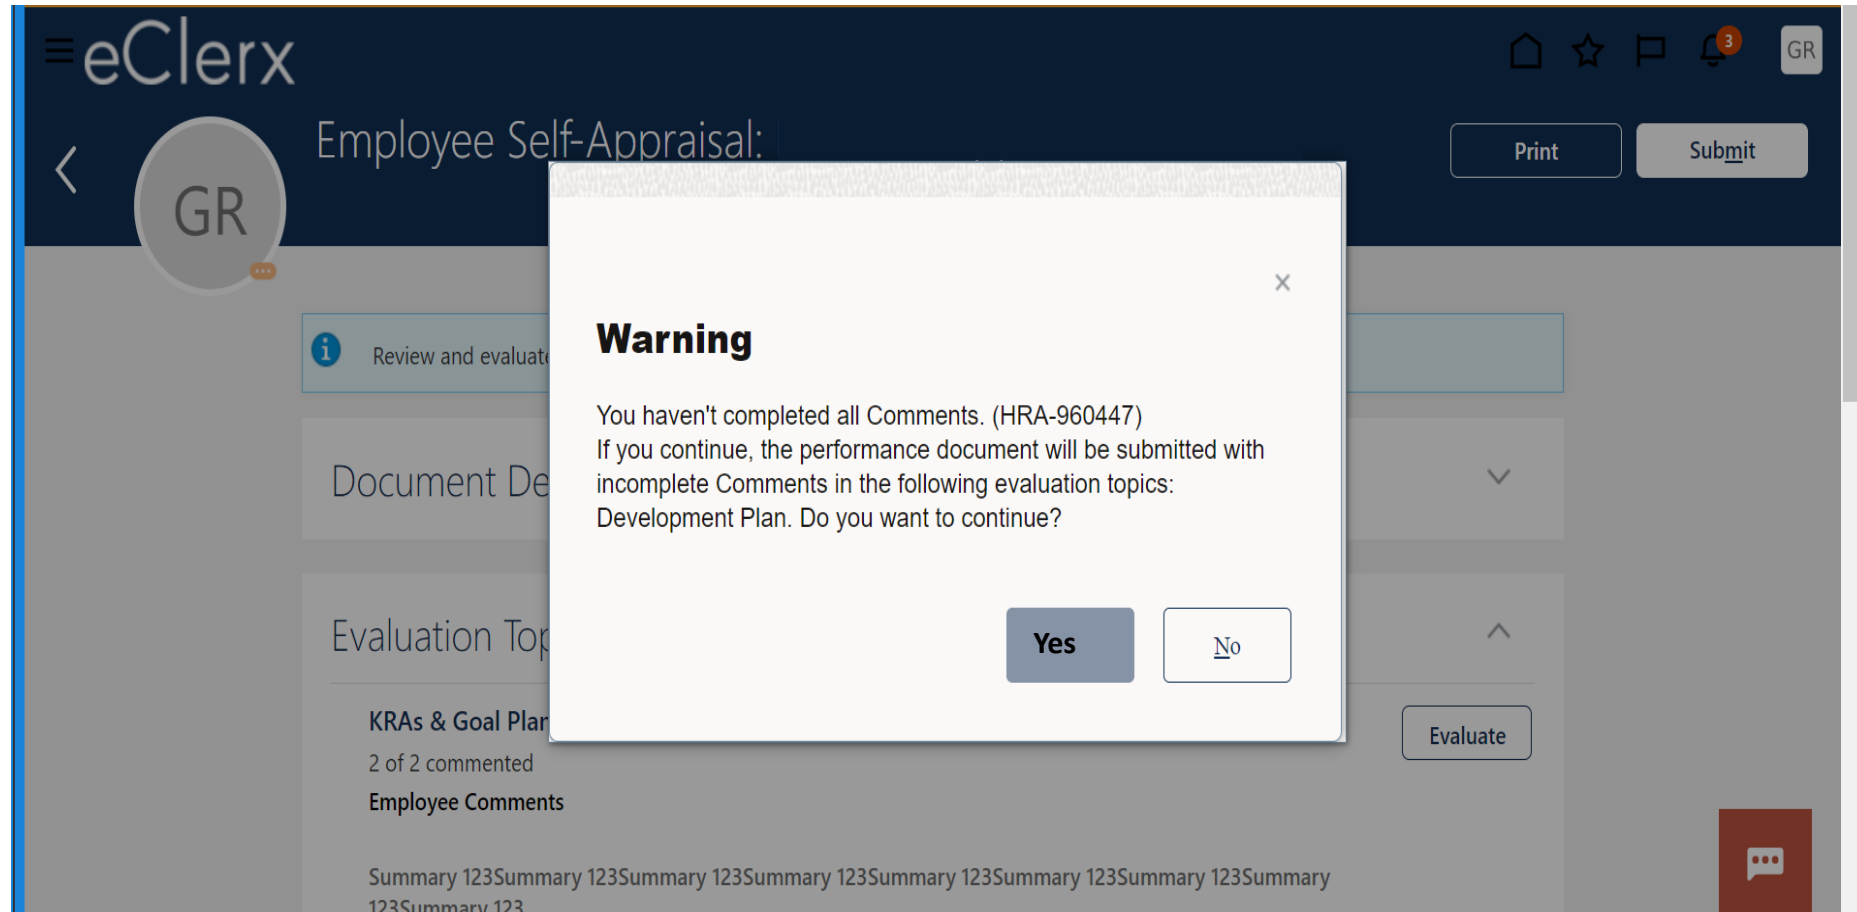 eClerx
3
GR
Employee Self-Appraisal:
Print
Submit
GR
Warning
Review and evaluate
You haven't completed all Comments. (HRA-960447)
If you continue, the performance document will be submitted with
incomplete Comments in the following evaluation topics:
Development Plan. Do you want to continue?
Document De
Evaluation Top
Yes
No
KRAs & Goal Plan
Evaluate
2 of 2 commented
Employee Comments
Summary 123Summary 123Summary 123Summary 123Summary 123Summary 123Summary 123Summary
123Summary 123